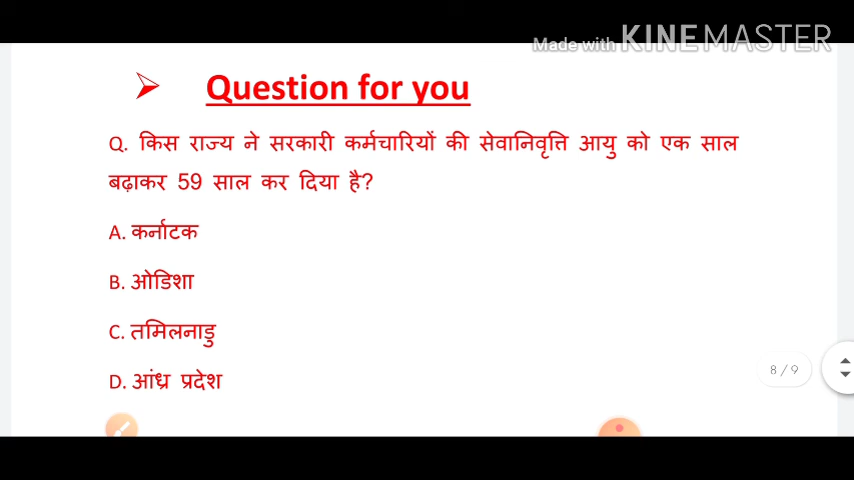 Made with KINEMASTER
➢ Question for you
Q. किस राज्य ने सरकारी कर्मचारियों की सेवानिवृत्ति आयु को एक साल
बढ़ाकर 59 साल कर दिया है?
A. कर्नाटक
B. ओडिशा
C. तमिलनाडु
D. आंध्र प्रदेश
8 / 9